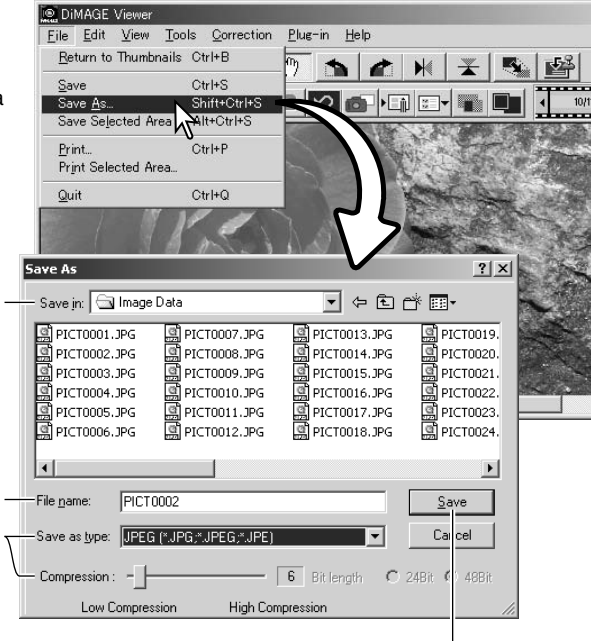 DiMAGE Viewer
File Edit View Tools Correction Plug-in Help
Return to Thumbnails Ctrl+B
Save Ctrl+S
a
Save As... Shift+Ctrl+S
Save Selected Area Alt+Ctrl+S
10/1
Print... Ctrl+P
Print Selected Area...
Quit Ctrl+Q
Save As
Save in: Image Data
PICT0001.JPG PICT0007.JPG PICT0013.JPG PICT0019.
PICT0002.JPG PICT0008.JPG PICT0014.JPG PICT0020.
PICT0003.JPG PICT0009.JPG PICT0015.JPG PICT0021.
PICT0004.JPG PICT0010.JPG PICT0016.JPG PICT0022.
PICT0005.JPG PICT0011.JPG PICT0017.JPG PICT0023.
PICT0006.JPG PICT0012.JPG PICT0018.JPG PICT0024.
File name: PICT0002 Save
Save as type: JPEG (*.JPG;*.JPEG;*.JPE) Cancel
Compression : 6 Bit length 24Bit 48Bit
Low Compression High Compression